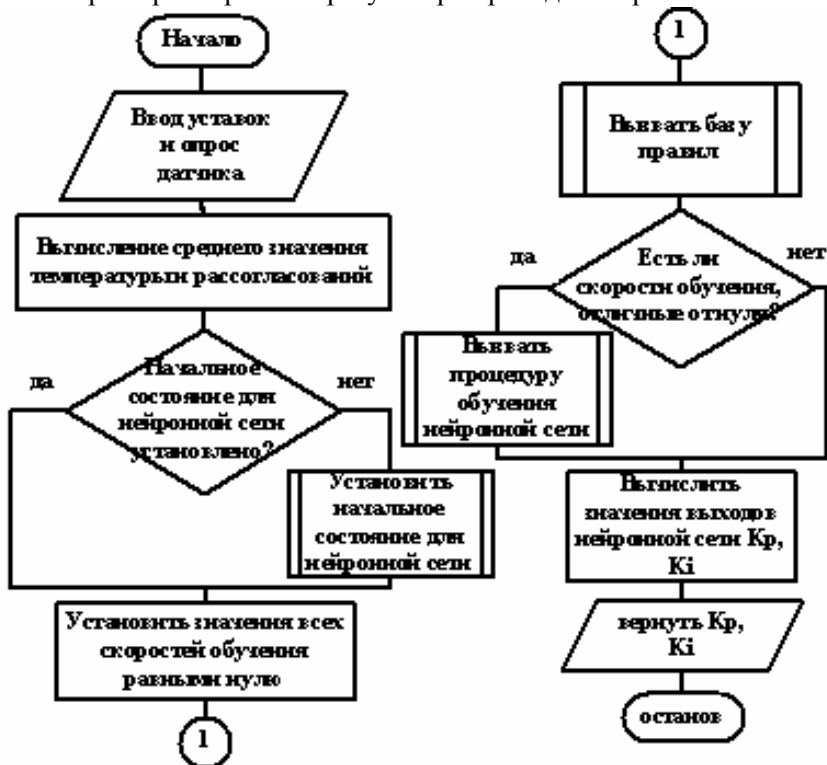 Начало
Ввод уставок
и опрос
датчика
Вычисление среднего значения
температуры и рассогласований
Начальное
состояние для
нейронной сети
установлено?
да
нет
Установить
начальное
состояние для
нейронной сети
Установить значения всех
скоростей обучения
равными нулю
1
1
Вызвать базу
правил
Есть ли
скорости обучения,
отличные от нуля?
да
нет
Вызвать
процедуру
обучения
нейронной сети
Вычислить
значения выходов
нейронной сети Kp,
Ki
вернуть Kp,
Ki
останов